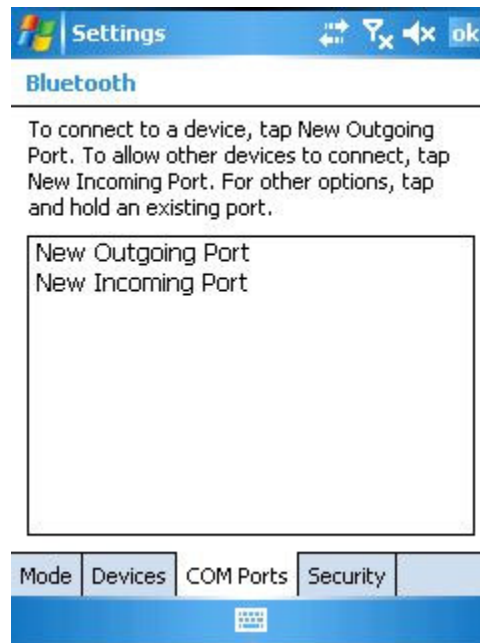 Settings
ok
Bluetooth
To connect to a device, tap New Outgoing
Port. To allow other devices to connect, tap
New Incoming Port. For other options, tap
and hold an existing port.
New Outgoing Port
New Incoming Port
Mode Devices COM Ports Security